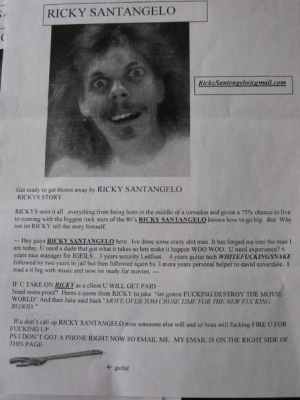 RICKY SANTANGELO
RickySantengelo@gmail.com
Get ready to get blown away by RICKY SANTANGELO
RICKYS STORY
RICKYS seen it all everything from being born in the middle of a tornadoe and given a 75% chance to live
to running with the biggest rock stars of the 80's RICKY SANTANGELO knows how to go big. But Why
not let RICKY tell the story himself
--- Hey guys RICKY SANTANGELO here Ive done some crazy shit man. It has forged me into the man I
am today. U need a dude that got what it takes so lets make it happen WOO WOO. U need experience? 6
years tour manager for JGEILS. 3 years security Ledfoot. 4 years guitar tech WHITEFUCKINGSNAKE
followed by two years in jail but then followed again by 3 more years personal helper to david coverdale. I
mad e it big with music and now im ready for movies. ---
IF U TAKE ON RICKY as a client U WILL GET PAID
Need more proof? Heres a quote from RICKY to jake "im gonna FUCKING DESTROY THE MOVIE
WORLD" And then Jake said back "MOVE OVER TOM CRUISE TIME FOR THE NEW FUCKING
BLOOD."
If u don't call up RICKY SANTANGELO now someone else will and ur boss will fucking FIRE U FOR
FUCKING UP
PS I DON'T GOT A PHONE RIGHT NOW SO EMAIL ME. MY EMAIL IS ON THE RIGHT SIDE OF
THIS PAGE
← guitar